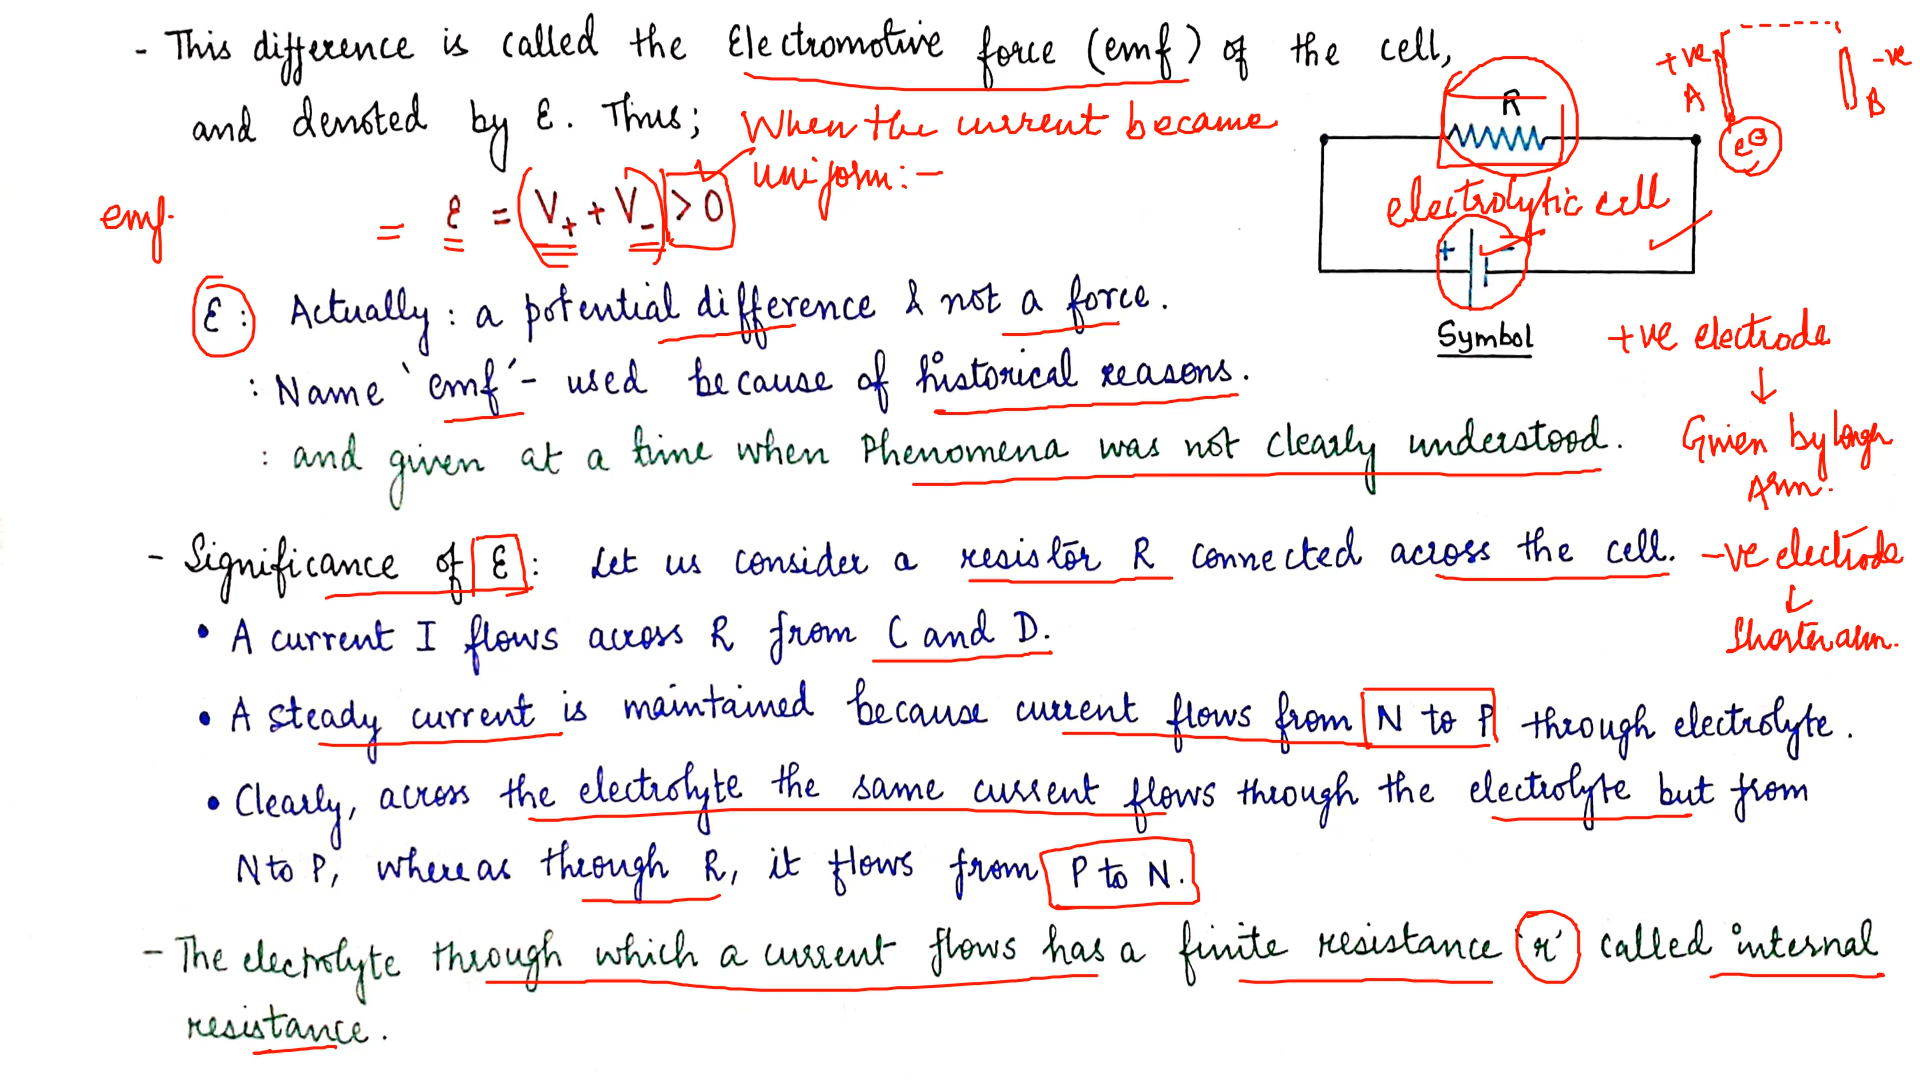 - This difference is called the Electromotive force (emf) of the cell,
and denoted by ε. Thus; When the current became
uniform:-
emf. = ε = (V+ + V-) > 0
ε: Actually: a potential difference & not a force.
: Name 'emf' - used because of historical reasons.
: and given at a time when Phenomena was not clearly understood.
- Significance of ε: Let us consider a resistor R connected across the cell.
• A current I flows across R from C and D.
• A steady current is maintained because current flows from N to P through electrolyte.
• Clearly, across the electrolyte the same current flows through the electrolyte but from
N to P, whereas through R, it flows from P to N.
- The electrolyte through which a current flows has a finite resistance 'r' called internal
resistance.
R
electrolytic cell
+ -
Symbol
+ve -ve
A B
e⊖
+ve electrode
↓
Given by longer
Arm.
-ve electrode
↓
Shorter arm.